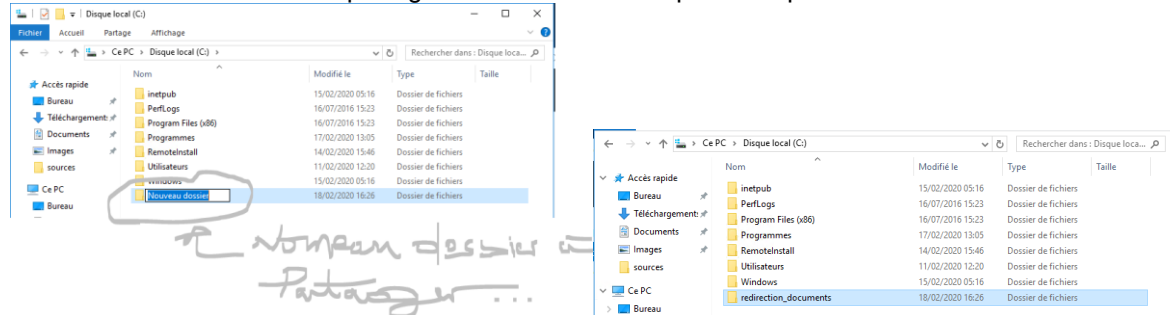 Disque local (C:)
Fichier Accueil Partage Affichage
Ce PC > Disque local (C:) > Rechercher dans : Disque loca...
Nom Modifié le Type Taille
Accès rapide
Bureau
Téléchargement:
Documents
Images
sources
Ce PC
Bureau
inetpub 15/02/2020 05:16 Dossier de fichiers
PerfLogs 16/07/2016 15:23 Dossier de fichiers
Program Files (x86) 16/07/2016 15:23 Dossier de fichiers
Programmes 17/02/2020 13:05 Dossier de fichiers
RemoteInstall 14/02/2020 15:46 Dossier de fichiers
Utilisateurs 11/02/2020 12:20 Dossier de fichiers
Windows 15/02/2020 05:16 Dossier de fichiers
Nouveau dossier 18/02/2020 16:26 Dossier de fichiers
dossier à
Partager ...
Ce PC > Disque local (C:) Rechercher dans : Disque loca...
Nom Modifié le Type Taille
Accès rapide
Bureau
Téléchargement:
Documents
Images
sources
Ce PC
Bureau
inetpub 15/02/2020 05:16 Dossier de fichiers
PerfLogs 16/07/2016 15:23 Dossier de fichiers
Program Files (x86) 16/07/2016 15:23 Dossier de fichiers
Programmes 17/02/2020 13:05 Dossier de fichiers
RemoteInstall 14/02/2020 15:46 Dossier de fichiers
Utilisateurs 11/02/2020 12:20 Dossier de fichiers
Windows 15/02/2020 05:16 Dossier de fichiers
redirection_documents 18/02/2020 16:26 Dossier de fichiers